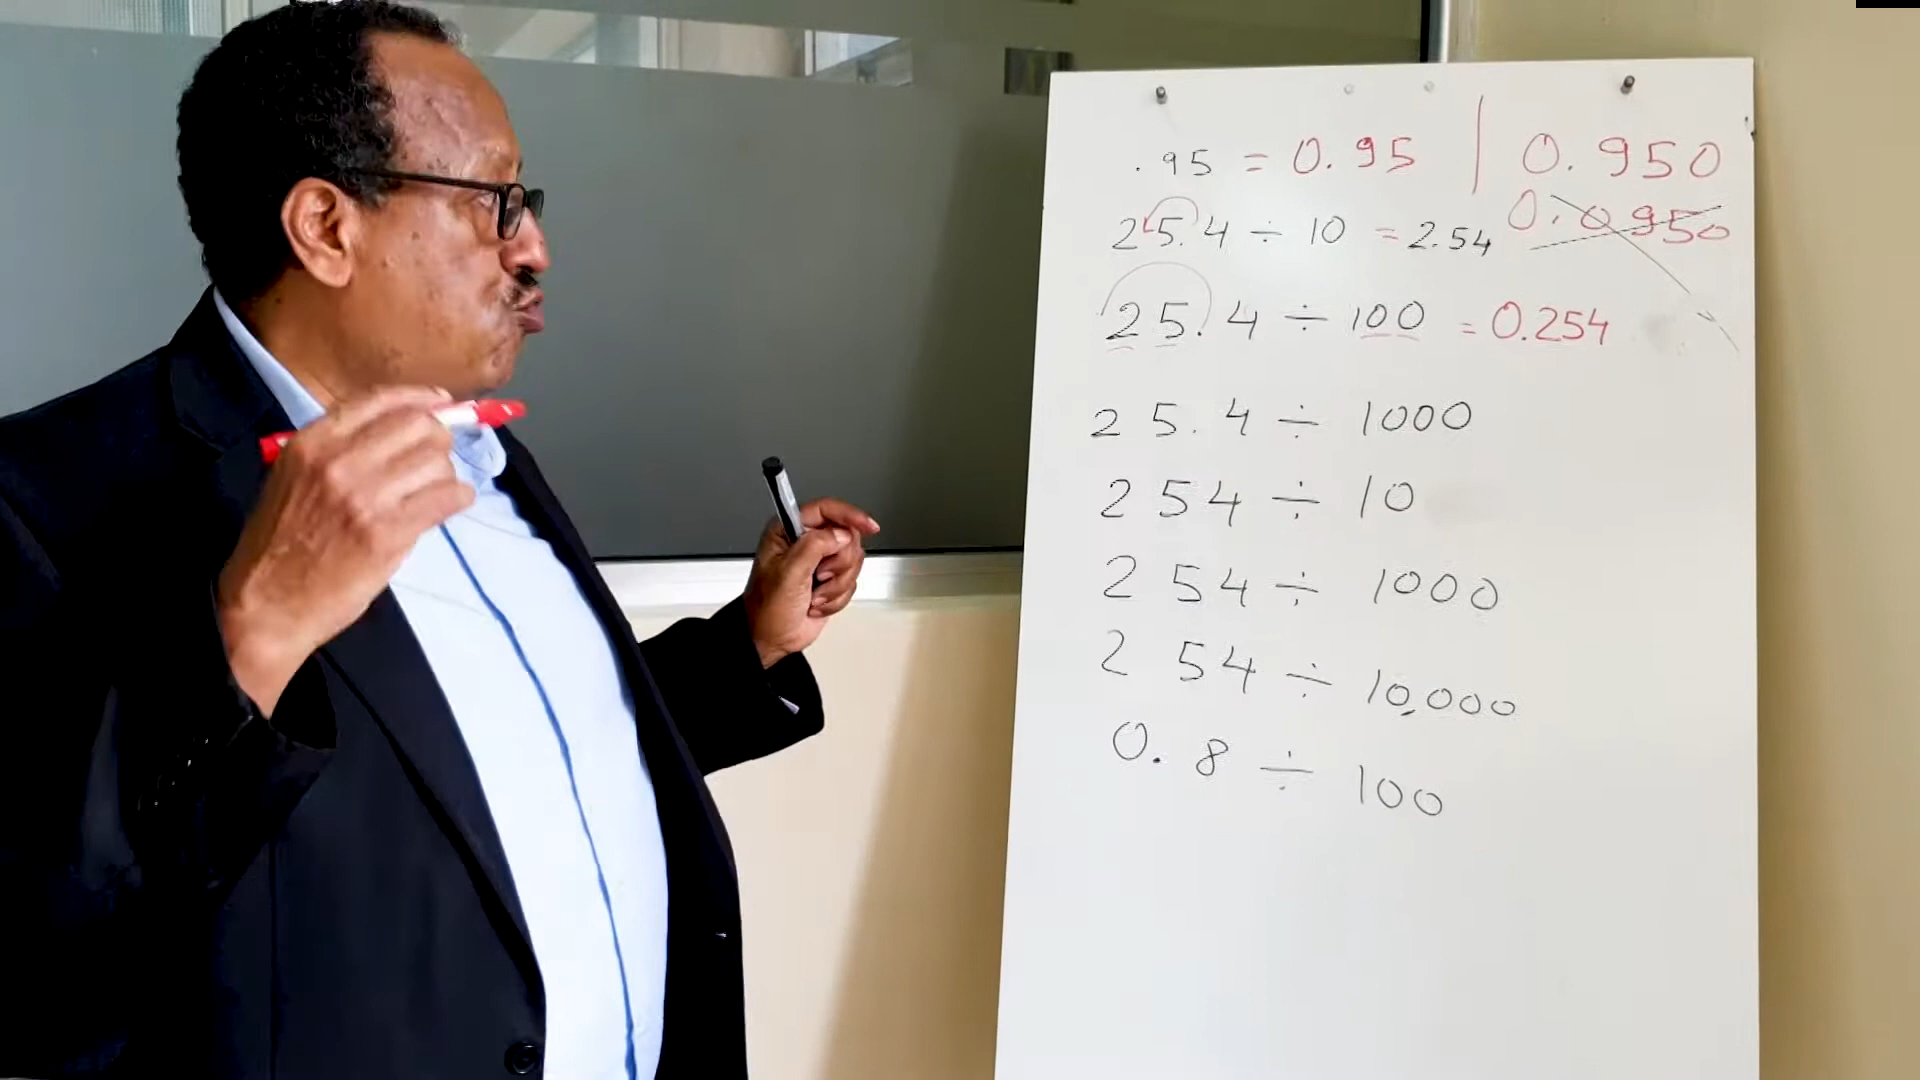 .95 = 0.95 | 0.950
0.0950
25.4 ÷ 10 = 2.54
25.4 ÷ 100 = 0.254
25.4 ÷ 1000
254 ÷ 10
254 ÷ 1000
254 ÷ 10,000
0.8 ÷ 100